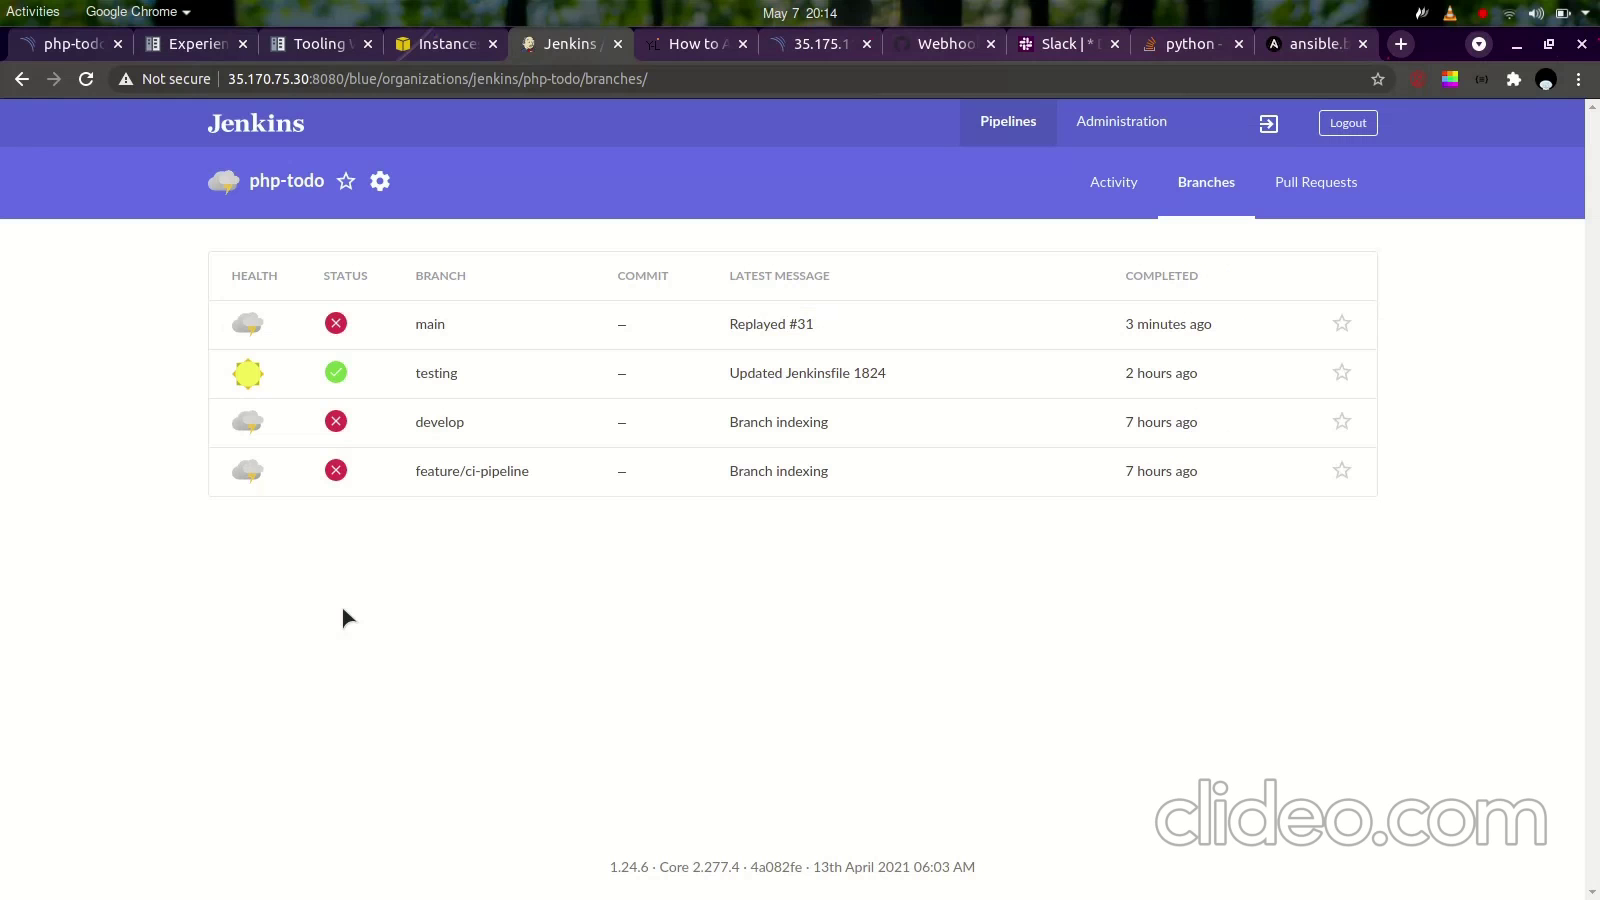 Activities Google Chrome May 7 20:14
php-todo Experien Tooling Instance Jenkins / How to A 35.175.1 Webhoo Slack | * python - ansible.b
Not secure 35.170.75.30:8080/blue/organizations/jenkins/php-todo/branches/
Jenkins Pipelines Administration Logout
php-todo Activity Branches Pull Requests
HEALTH STATUS BRANCH COMMIT LATEST MESSAGE COMPLETED
main – Replayed #31 3 minutes ago
testing – Updated Jenkinsfile 1824 2 hours ago
develop – Branch indexing 7 hours ago
feature/ci-pipeline – Branch indexing 7 hours ago
clideo.com
1.24.6 · Core 2.277.4 · 4a082fe · 13th April 2021 06:03 AM